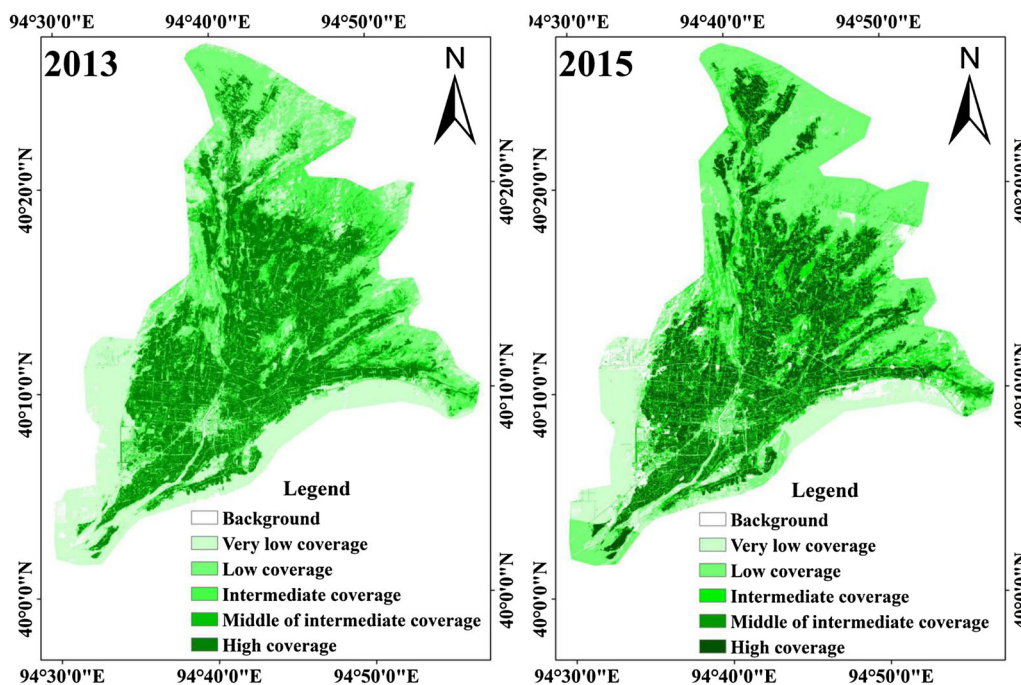 94°30'0"E 94°40'0"E 94°50'0"E
2013
N
40°20'0"N
40°10'0"N
40°0'0"N
40°20'0"N
40°10'0"N
40°0'0"N
Legend
Background
Very low coverage
Low coverage
Intermediate coverage
Middle of intermediate coverage
High coverage
94°30'0"E 94°40'0"E 94°50'0"E
94°30'0"E 94°40'0"E 94°50'0"E
2015
N
40°20'0"N
40°10'0"N
40°0'0"N
Legend
Background
Very low coverage
Low coverage
Intermediate coverage
Middle of intermediate coverage
High coverage
94°30'0"E 94°40'0"E 94°50'0"E